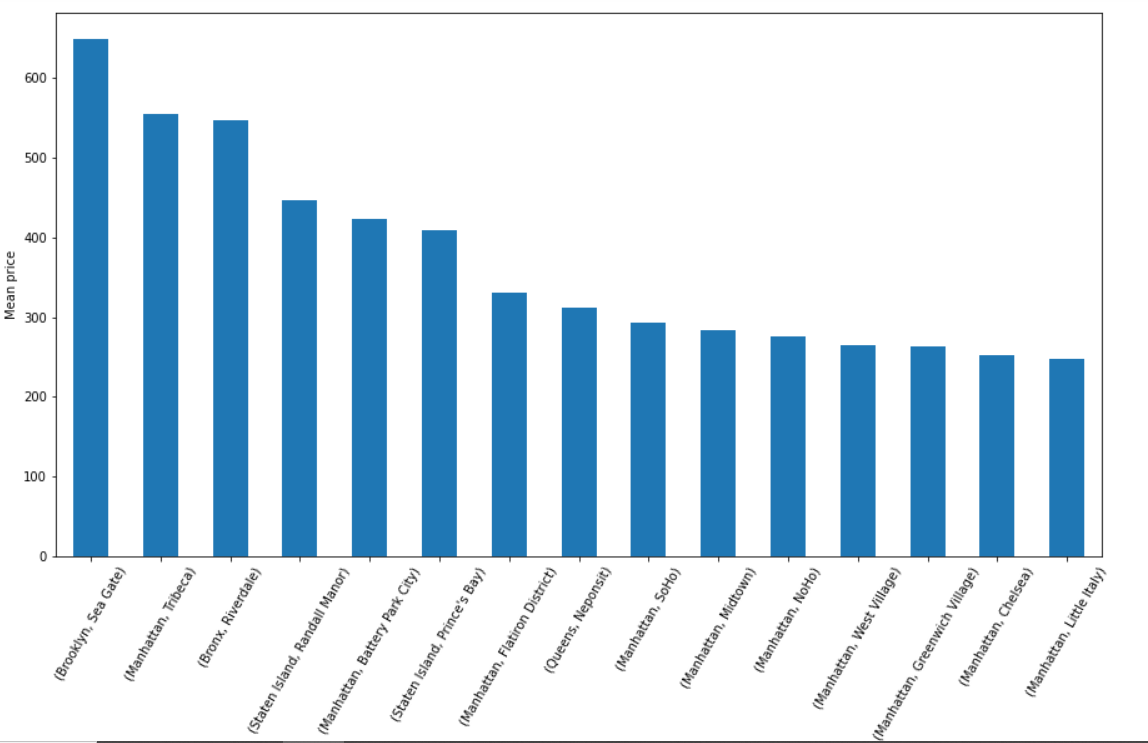 600
500
400
300
200
100
0
Mean price
(Brooklyn, Sea Gate)
(Manhattan, Tribeca)
(Bronx, Riverdale)
(Staten Island, Randall Manor)
(Manhattan, Battery Park City)
(Staten Island, Prince's Bay)
(Manhattan, Flatiron District)
(Queens, Neponsit)
(Manhattan, SoHo)
(Manhattan, Midtown)
(Manhattan, NoHo)
(Manhattan, West Village)
(Manhattan, Greenwich Village)
(Manhattan, Chelsea)
(Manhattan, Little Italy)